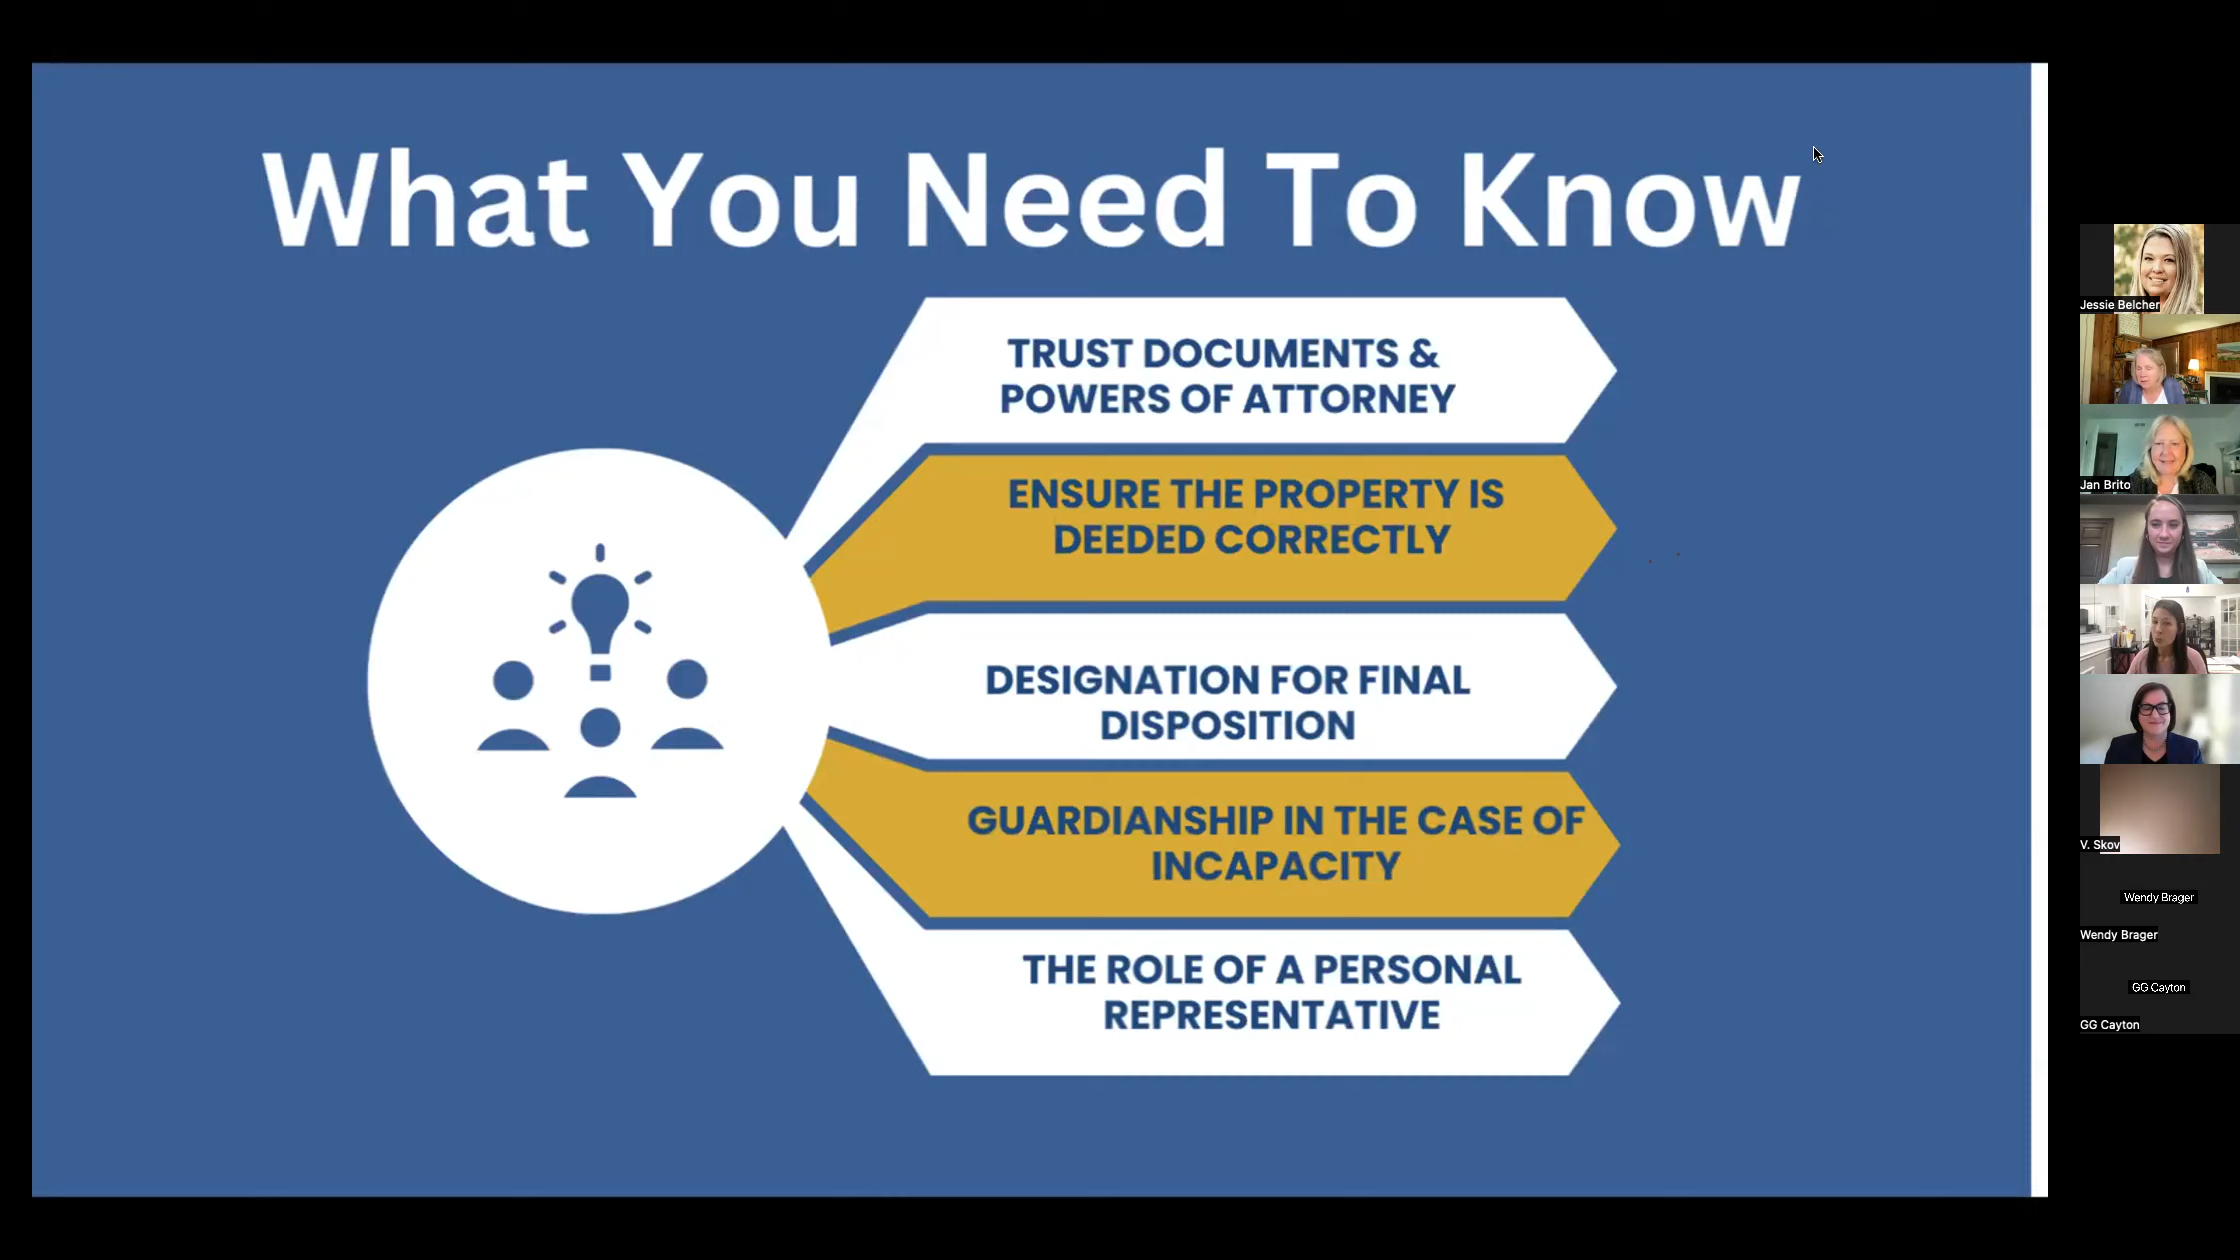 What You Need To Know
TRUST DOCUMENTS &
POWERS OF ATTORNEY
ENSURE THE PROPERTY IS
DEEDED CORRECTLY
DESIGNATION FOR FINAL
DISPOSITION
GUARDIANSHIP IN THE CASE OF
INCAPACITY
THE ROLE OF A PERSONAL
REPRESENTATIVE
Jessie Belcher
Jan Brito
V. Skov
Wendy Brager
Wendy Brager
GG Cayton
GG Cayton